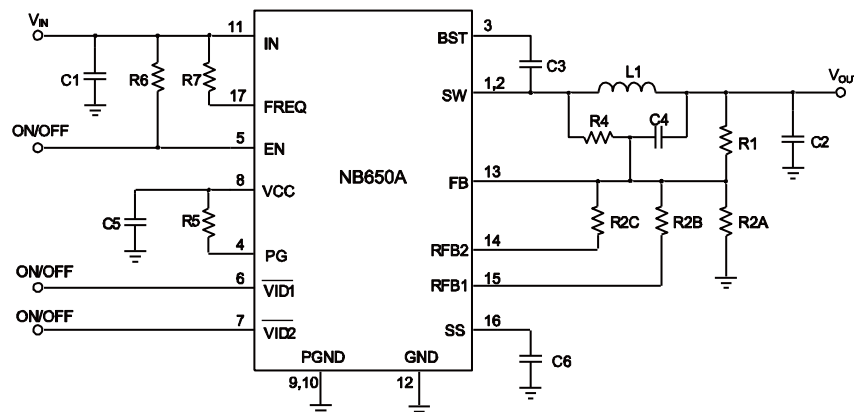 VIN
11
IN
BST
3
C1
R6
R7
C3
L1
VOUT
17
FREQ
SW
1,2
R4
C4
R1
C2
ON/OFF
5
EN
NB650A
FB
13
8
VCC
C5
R5
R2C
R2B
R2A
4
PG
RFB2
14
ON/OFF
6
VID1
RFB1
15
ON/OFF
7
VID2
SS
16
PGND
GND
C6
9,10
12